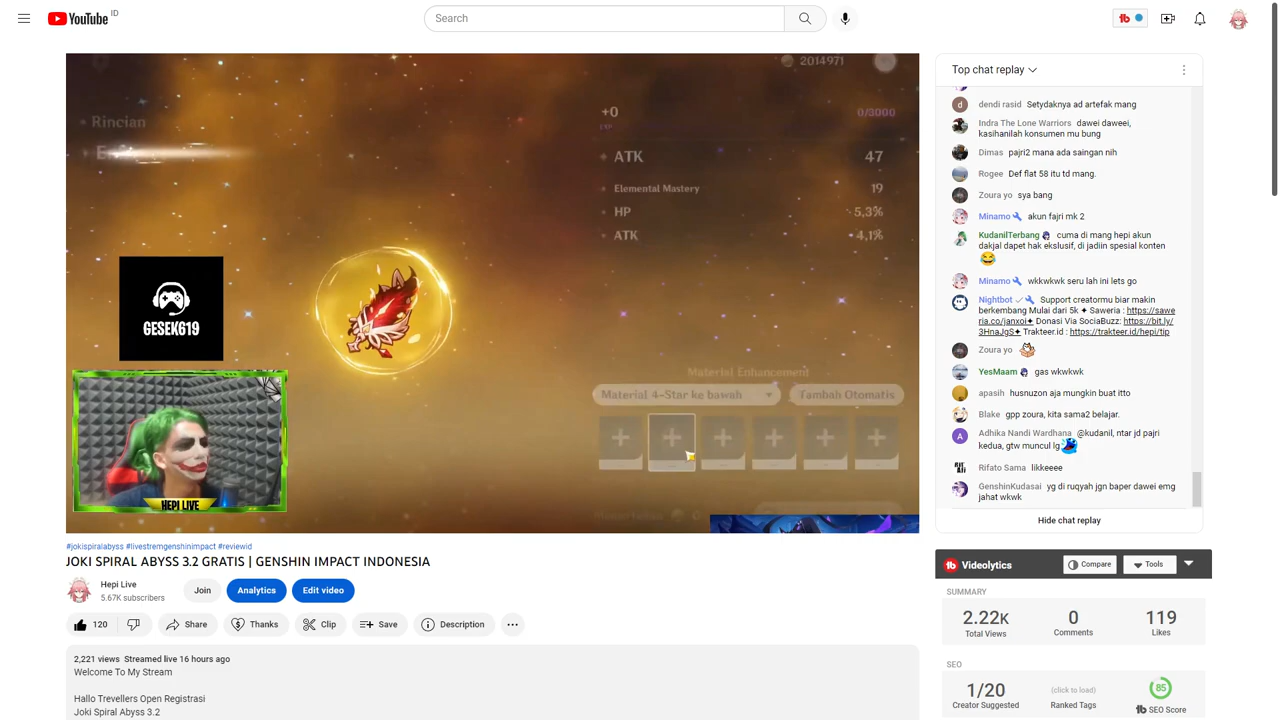 YouTube ID
Search
2014971
Rincian
+0
0/3000
EXP
ATK 47
Elemental Mastery 19
HP 5,3%
ATK 4,1%
GESEKG19
HEPI LIVE
Material Enhancement
Material 4-Star ke bawah
Tambah Otomatis
#jokispiralabyss #livestremgenshinimpact #reviewid
JOKI SPIRAL ABYSS 3.2 GRATIS | GENSHIN IMPACT INDONESIA
Hepi Live
5.67K subscribers
Join
Analytics
Edit video
120
Share
Thanks
Clip
Save
Description
2,221 views Streamed live 16 hours ago
Welcome To My Stream
Hallo Trevellers Open Registrasi
Joki Spiral Abyss 3.2
Top chat replay
dendi rasid Setydaknya ad artefak mang
Indra The Lone Warriors dawei daweei,
kasihanilah konsumen mu bung
Dimas pajri2 mana ada saingan nih
Rogee Def flat 58 itu td mang.
Zoura yo sya bang
Minamo akun fajri mk 2
KudanilTerbang cuma di mang hepi akun
dakjal dapet hak ekslusif, di jadiin spesial konten
Minamo wkkwkwk seru lah ini lets go
Nightbot Support creatormu biar makin
berkembang Mulai dari 5k ✦ Saweria : https://sawe
ria.co/janxoi✦ Donasi Via SociaBuzz: https://bit.ly/
3HnaJgS✦ Trakteer.id : https://trakteer.id/hepi/tip
Zoura yo
YesMaam gas wkwkwk
apasih husnuzon aja mungkin buat itto
Blake gpp zoura, kita sama2 belajar.
Adhika Nandi Wardhana @kudanil, ntar jd pajri
kedua, gtw muncul lg
Rifato Sama likkeeee
GenshinKudasai yg di ruqyah jgn baper dawei emg
jahat wkwk
Hide chat replay
tb Videolytics
Compare
Tools
SUMMARY
2.22K
Total Views
0
Comments
119
Likes
SEO
1/20
Creator Suggested
(click to load)
Ranked Tags
85
tb SEO Score